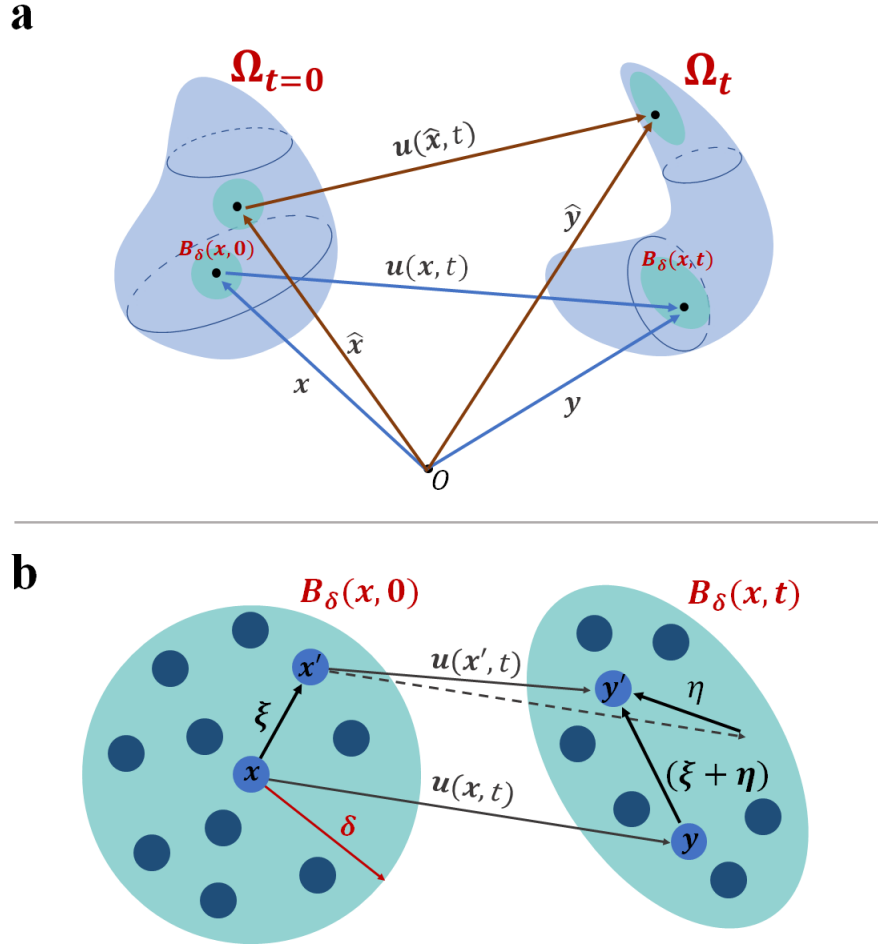 a
Ω_{t=0}
Ω_t
u(x̂, t)
ŷ
B_δ(x, 0)
B_δ(x, t)
u(x, t)
x̂
x
y
O
b
B_δ(x, 0)
B_δ(x, t)
x′
u(x′, t)
y′
η
ξ
x
(ξ + η)
u(x, t)
δ
y